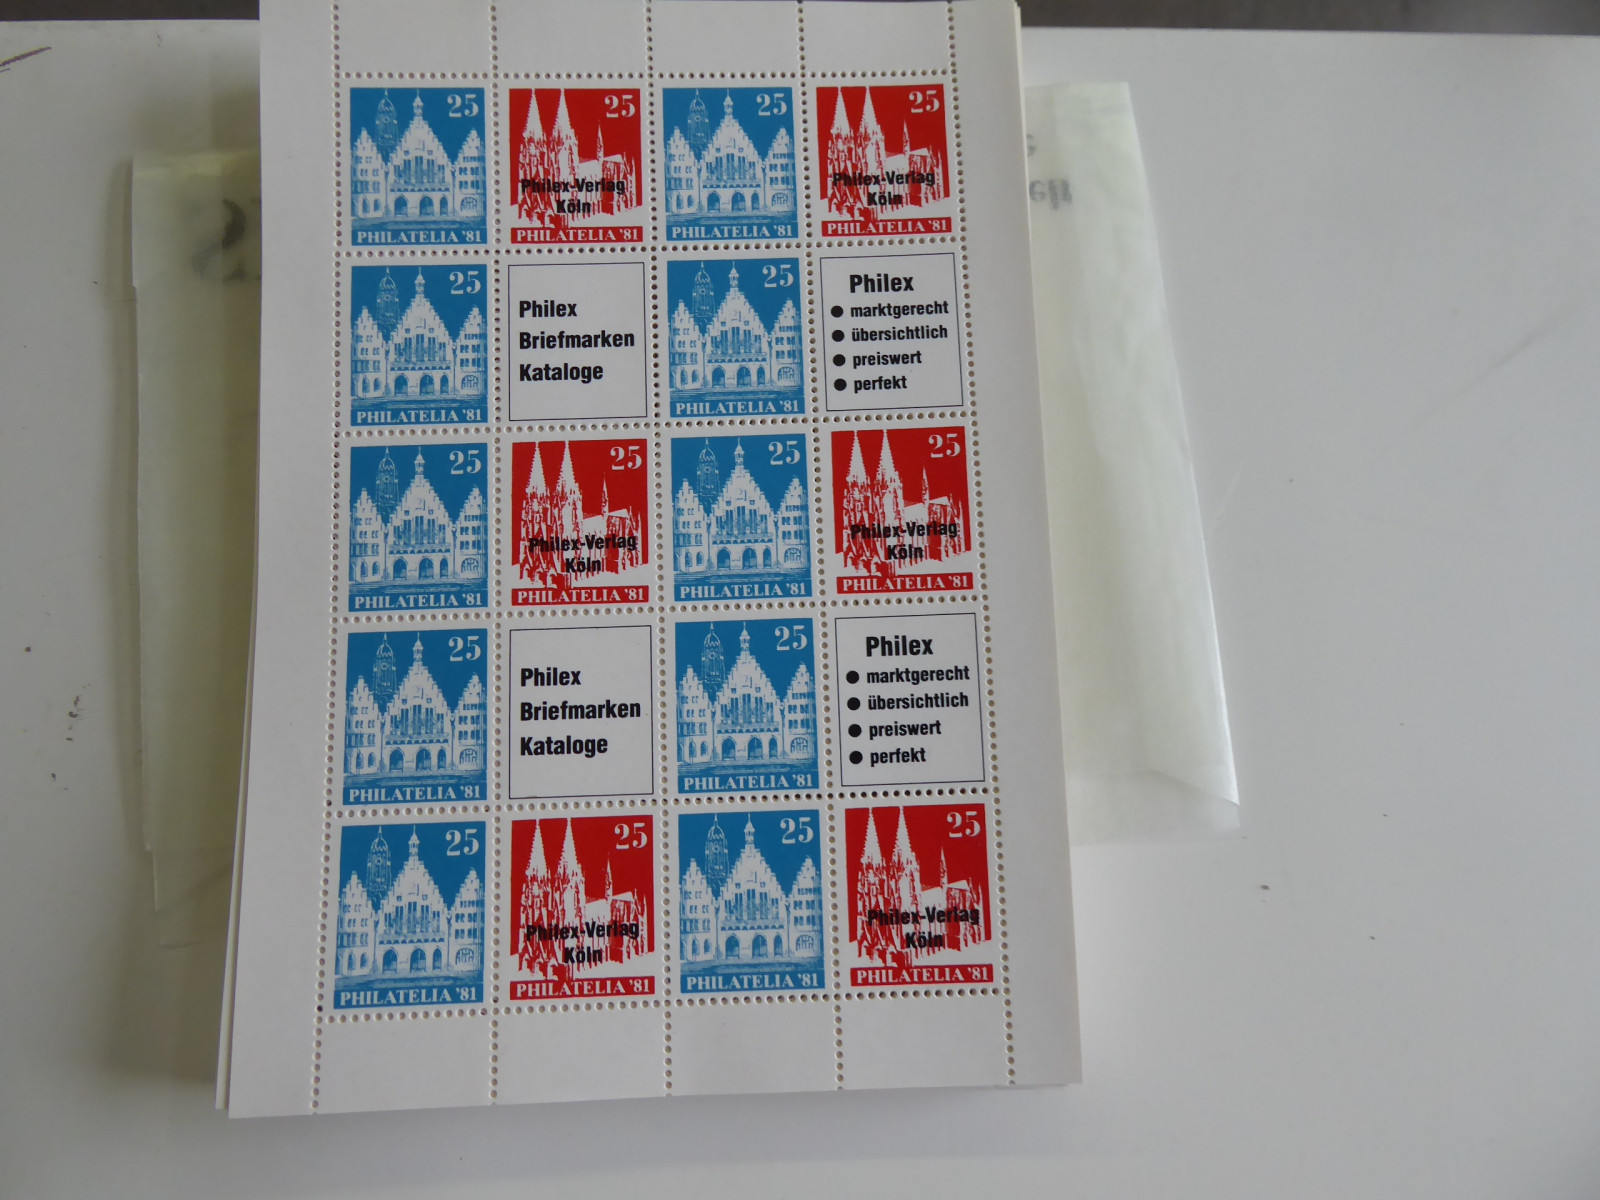 25 25 25 25
Philex-Verlag Philex-Verlag
Köln Köln
PHILATELIA '81 PHILATELIA '81 PHILATELIA '81 PHILATELIA '81
25
PHILATELIA '81
Philex
Briefmarken
Kataloge
25
PHILATELIA '81
Philex
● marktgerecht
● übersichtlich
● preiswert
● perfekt
25 25 25 25
Philex-Verlag Philex-Verlag
Köln Köln
PHILATELIA '81 PHILATELIA '81 PHILATELIA '81 PHILATELIA '81
25
PHILATELIA '81
Philex
Briefmarken
Kataloge
25
PHILATELIA '81
Philex
● marktgerecht
● übersichtlich
● preiswert
● perfekt
25 25 25 25
Philex-Verlag Philex-Verlag
Köln Köln
PHILATELIA '81 PHILATELIA '81 PHILATELIA '81 PHILATELIA '81